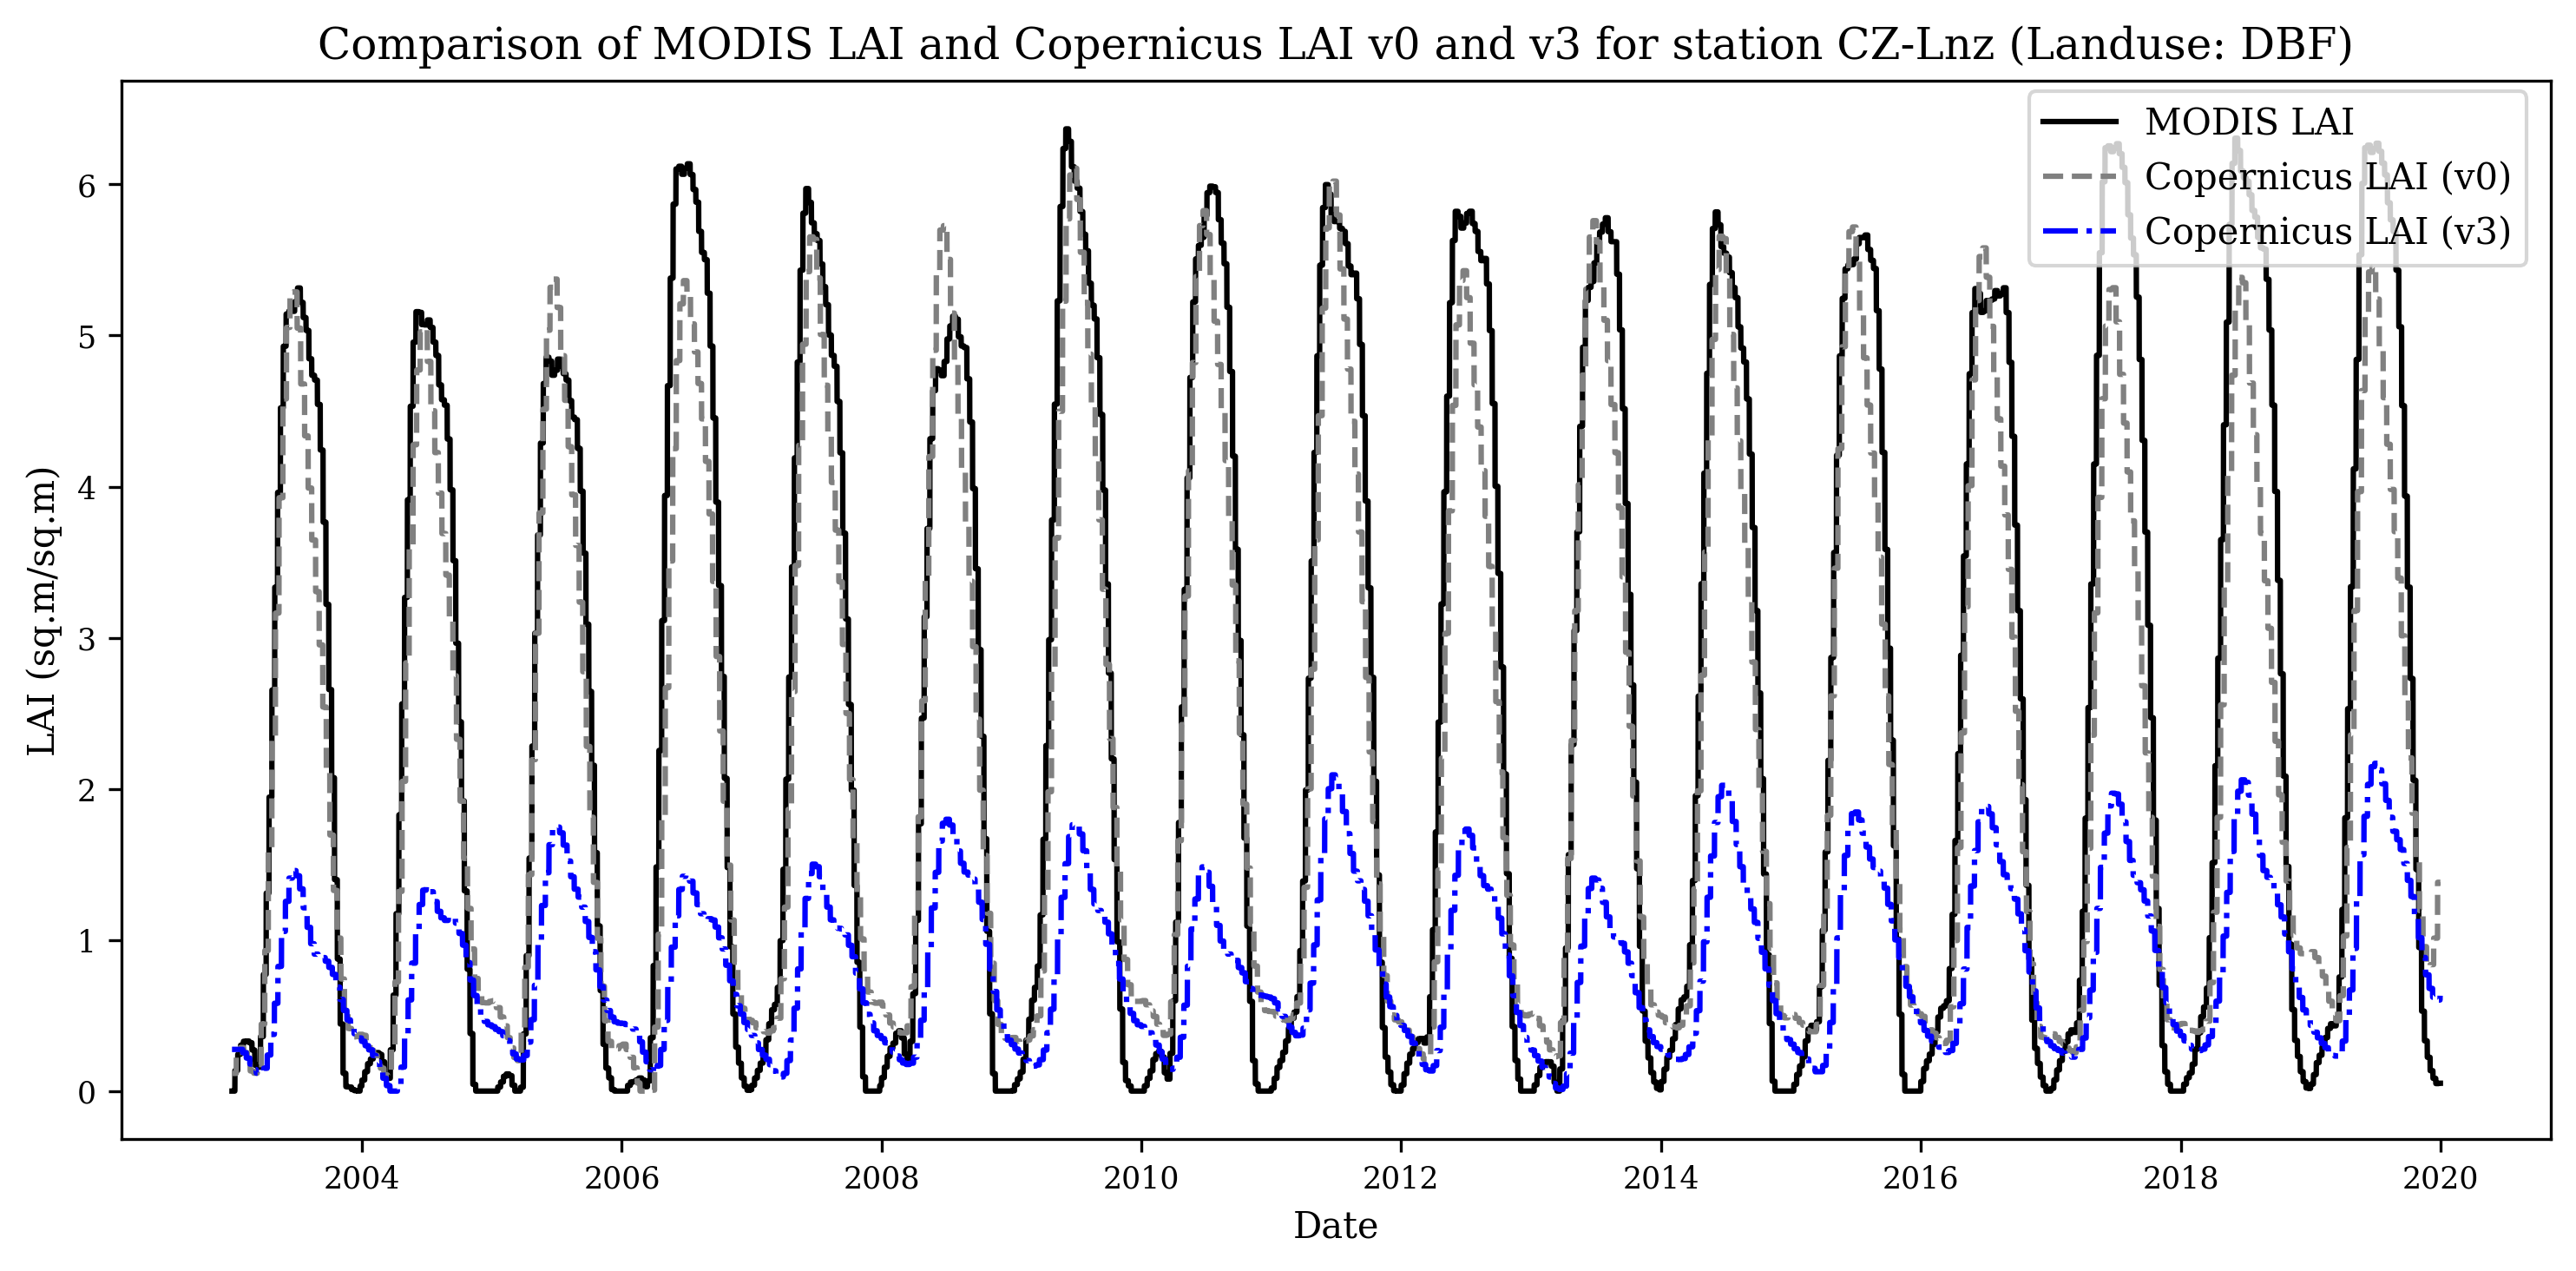 Comparison of MODIS LAI and Copernicus LAI v0 and v3 for station CZ-Lnz (Landuse: DBF)
MODIS LAI
Copernicus LAI (v0)
Copernicus LAI (v3)
LAI (sq.m/sq.m)
6
5
4
3
2
1
0
2004 2006 2008 2010 2012 2014 2016 2018 2020
Date